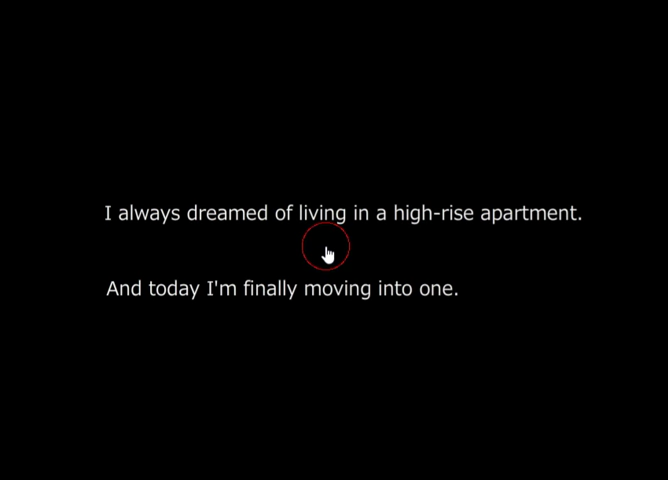 I always dreamed of living in a high-rise apartment.
And today I'm finally moving into one.